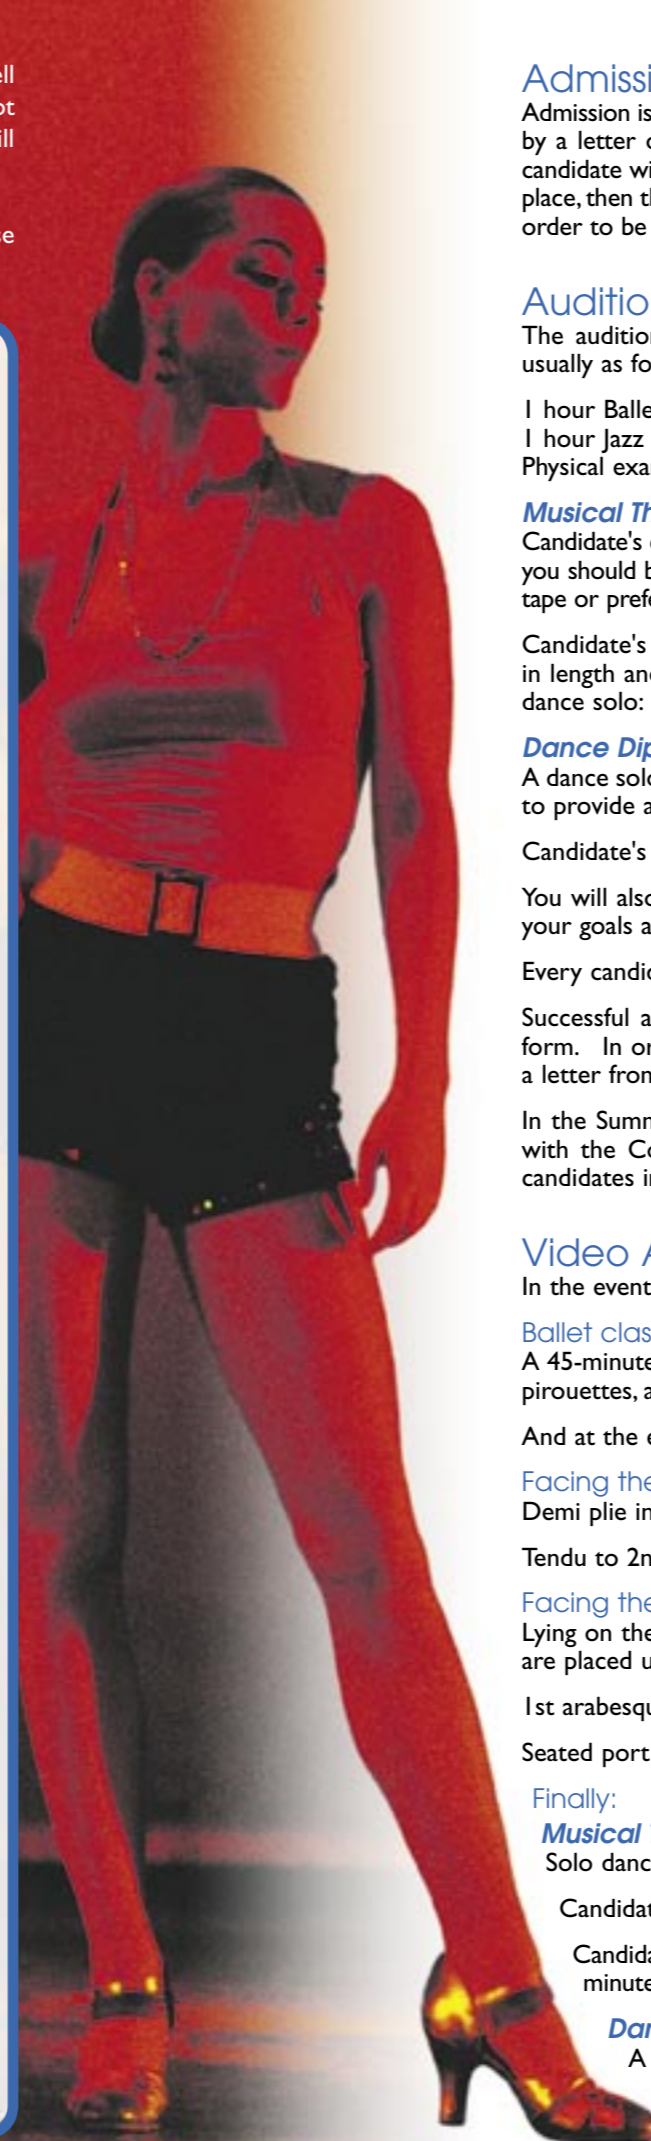 ell
ot
ill
se
Admissi
Admission is
by a letter
candidate wi
place, then th
order to be
Auditio
The audition
usually as fo
1 hour Balle
1 hour Jazz
Physical exa
Musical Th
Candidate's
you should b
tape or prefe
Candidate's
in length and
dance solo:
Dance Dip
A dance solo
to provide a
Candidate's
You will also
your goals a
Every candid
Successful a
form. In or
a letter from
In the Summ
with the Co
candidates in
Video A
In the event
Ballet clas
A 45-minute
pirouettes, a
And at the e
Facing the
Demi plie in
Tendu to 2n
Facing the
Lying on the
are placed u
1st arabesqu
Seated port
Finally:
Musical
Solo danc
Candidat
Candida
minute
Dan
A